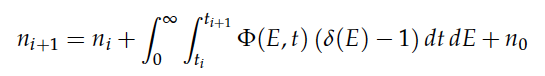 n_{i+1} = n_i + \int_0^\infty \int_{t_i}^{t_{i+1}} \Phi(E, t) (\delta(E) - 1) \, dt \, dE + n_0